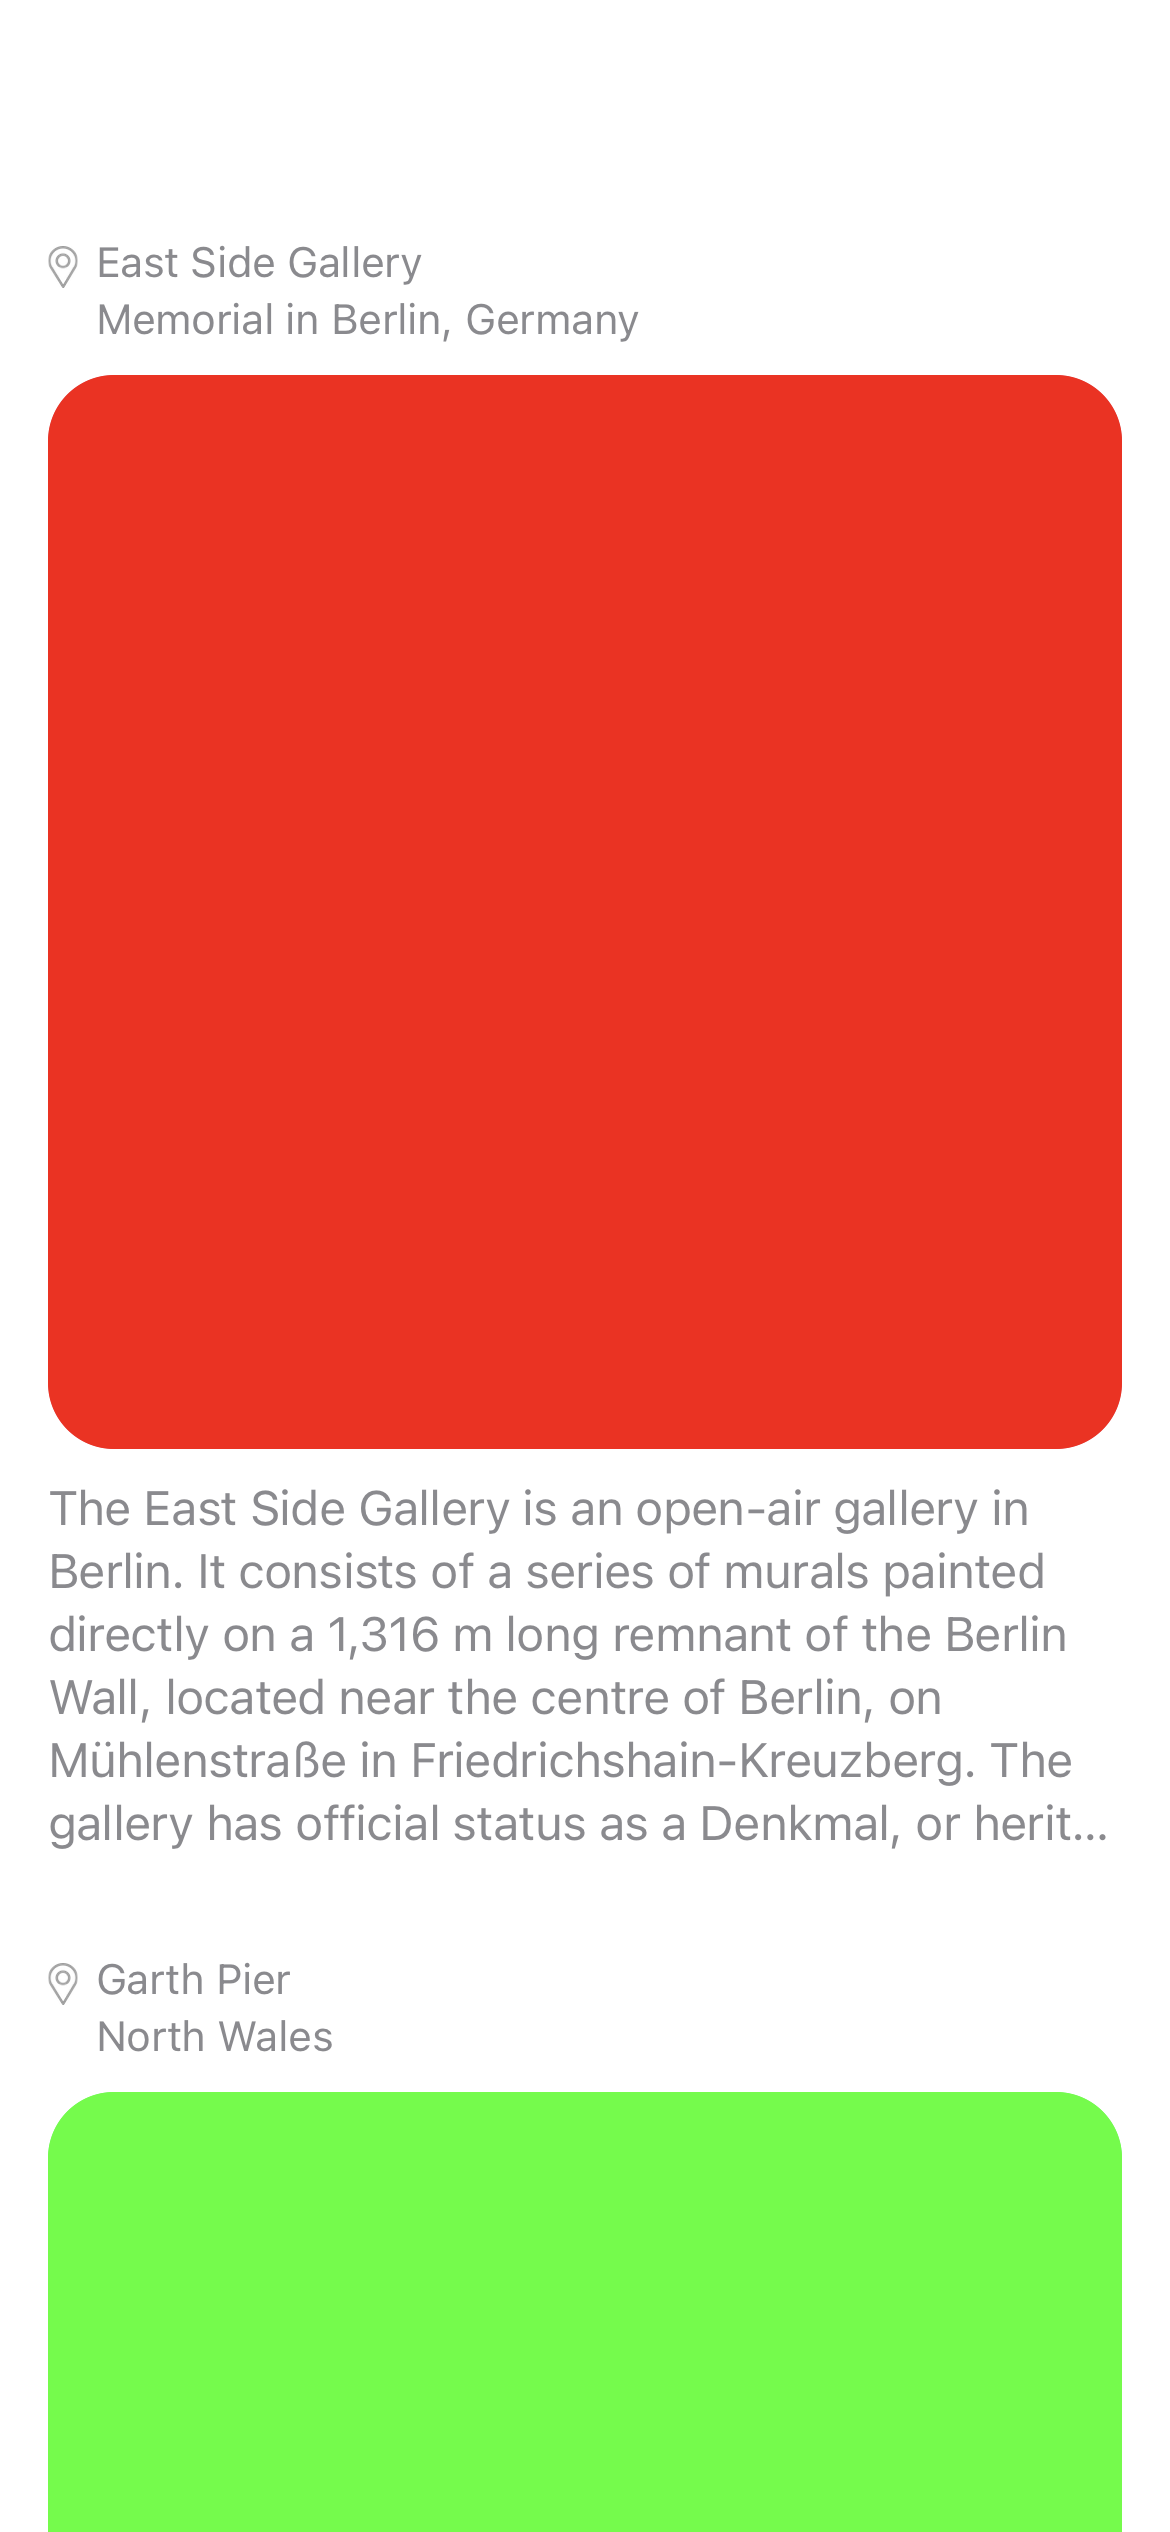 East Side Gallery
Memorial in Berlin, Germany
The East Side Gallery is an open-air gallery in
Berlin. It consists of a series of murals painted
directly on a 1,316 m long remnant of the Berlin
Wall, located near the centre of Berlin, on
Mühlenstraße in Friedrichshain-Kreuzberg. The
gallery has official status as a Denkmal, or herit...
Garth Pier
North Wales